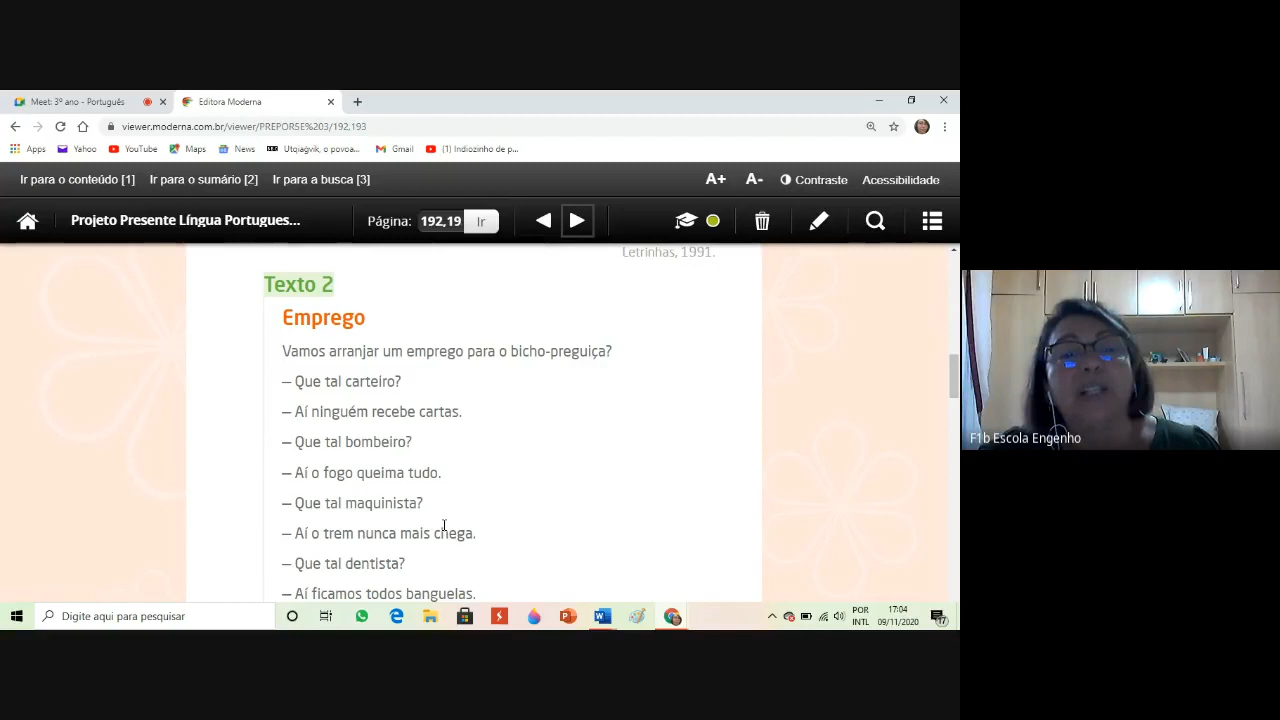 Meet: 3º ano - Português
Editora Moderna
viewer.moderna.com.br/viewer/PREPORSE%203/192,193
Apps Yahoo YouTube Maps News Utqiagvik, o povoa... Gmail (1) Indiozinho de p...
Ir para o conteúdo [1] Ir para o sumário [2] Ir para a busca [3] A+ A- Contraste Acessibilidade
Projeto Presente Língua Portugues... Página: 192,19 Ir
Letrinhas, 1991.
Texto 2
Emprego
Vamos arranjar um emprego para o bicho-preguiça?
– Que tal carteiro?
– Aí ninguém recebe cartas.
– Que tal bombeiro?
– Aí o fogo queima tudo.
– Que tal maquinista?
– Aí o trem nunca mais chega.
– Que tal dentista?
– Aí ficamos todos banguelas.
F1b Escola Engenho
Digite aqui para pesquisar
POR 17:04
INTL 09/11/2020 17